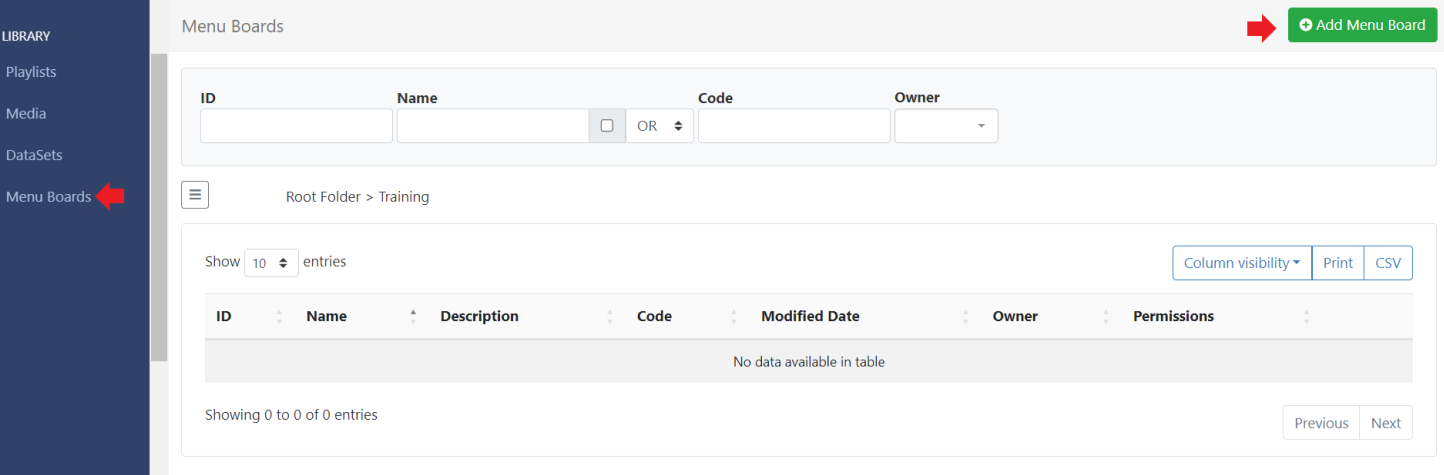 LIBRARY
Playlists
Media
DataSets
Menu Boards
Menu Boards
Add Menu Board
ID Name Code Owner
OR
Root Folder > Training
Show 10 entries
Column visibility Print CSV
ID Name Description Code Modified Date Owner Permissions
No data available in table
Showing 0 to 0 of 0 entries
Previous Next